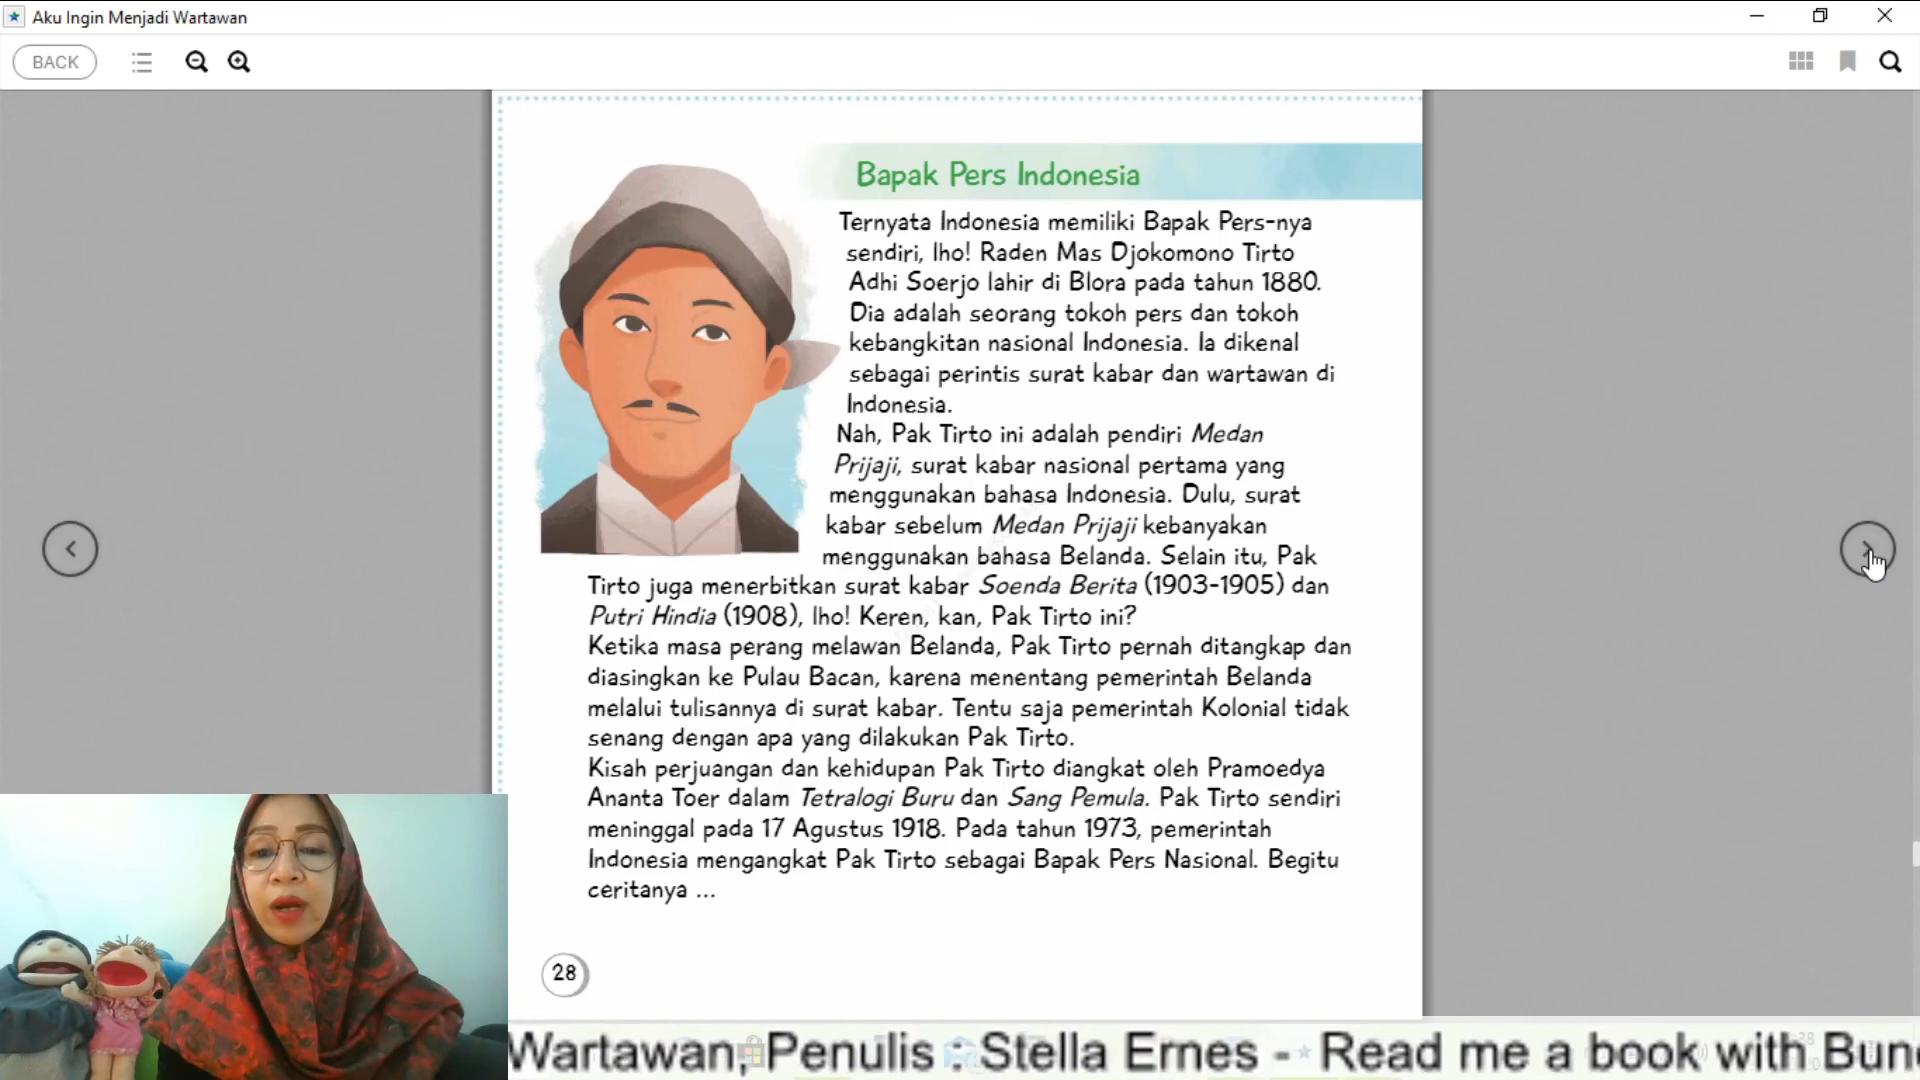 Aku Ingin Menjadi Wartawan
BACK
Bapak Pers Indonesia
Ternyata Indonesia memiliki Bapak Pers-nya
sendiri, lho! Raden Mas Djokomono Tirto
Adhi Soerjo lahir di Blora pada tahun 1880.
Dia adalah seorang tokoh pers dan tokoh
kebangkitan nasional Indonesia. Ia dikenal
sebagai perintis surat kabar dan wartawan di
Indonesia.
Nah, Pak Tirto ini adalah pendiri Medan
Prijaji, surat kabar nasional pertama yang
menggunakan bahasa Indonesia. Dulu, surat
kabar sebelum Medan Prijaji kebanyakan
menggunakan bahasa Belanda. Selain itu, Pak
Tirto juga menerbitkan surat kabar Soenda Berita (1903-1905) dan
Putri Hindia (1908), lho! Keren, kan, Pak Tirto ini?
Ketika masa perang melawan Belanda, Pak Tirto pernah ditangkap dan
diasingkan ke Pulau Bacan, karena menentang pemerintah Belanda
melalui tulisannya di surat kabar. Tentu saja pemerintah Kolonial tidak
senang dengan apa yang dilakukan Pak Tirto.
Kisah perjuangan dan kehidupan Pak Tirto diangkat oleh Pramoedya
Ananta Toer dalam Tetralogi Buru dan Sang Pemula. Pak Tirto sendiri
meninggal pada 17 Agustus 1918. Pada tahun 1973, pemerintah
Indonesia mengangkat Pak Tirto sebagai Bapak Pers Nasional. Begitu
ceritanya ...
28
Wartawan, Penulis : Stella Ernes - Read me a book with Bun